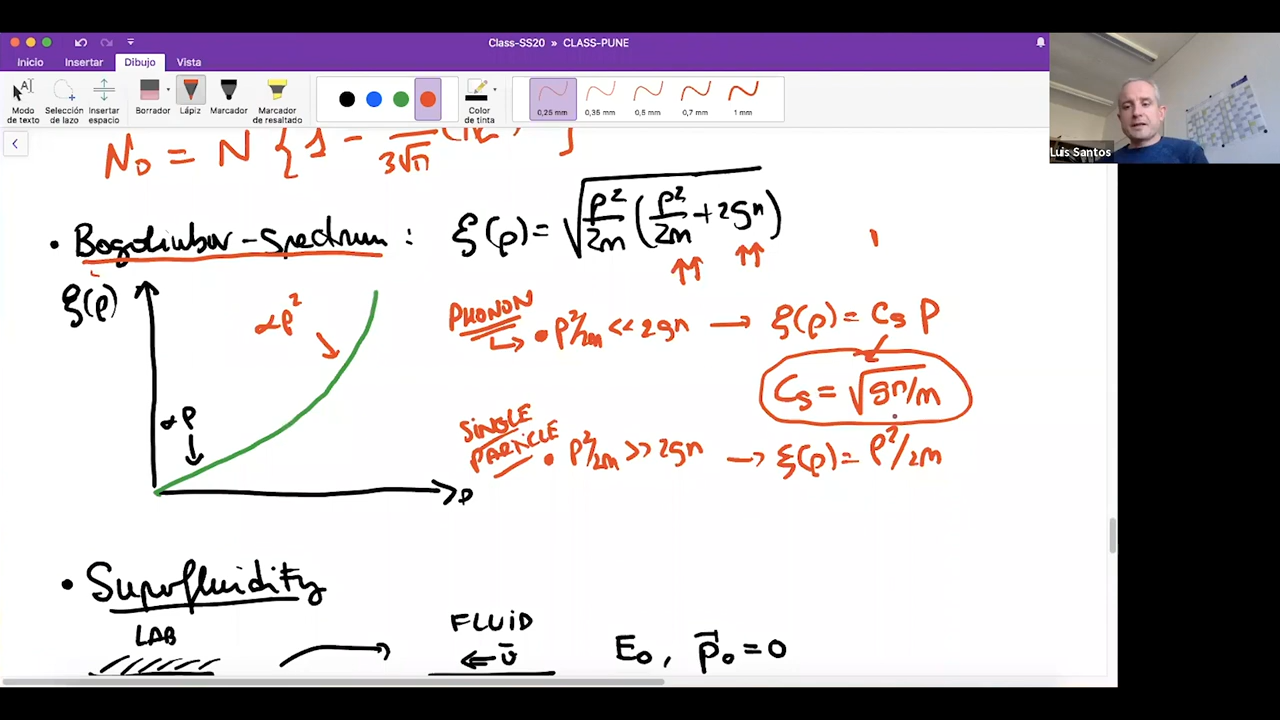 Class-SS20 » CLASS-PUNE
Inicio Insertar Dibujo Vista
Modo de texto
Selección de lazo
Insertar espacio
Borrador
Lápiz
Marcador
Marcador de resaltado
Color de tinta
0,25 mm
0,35 mm
0,5 mm
0,7 mm
1 mm
Luis Santos
N₀ = N { 1 -
3√π
• Bogoliubov-spectrum : ξ(p) = √(p²/2m (p²/2m + 2gn))
ξ(p)
αp²
PHONON • p²/2m << 2gn → ξ(p) = Cs p
Cs = √gn/m
αp
SINGLE PARTICLE • p²/2m >> 2gn → ξ(p) = p²/2m
p
• Superfluidity
LAB
FLUID
E₀, p⃗₀ = 0